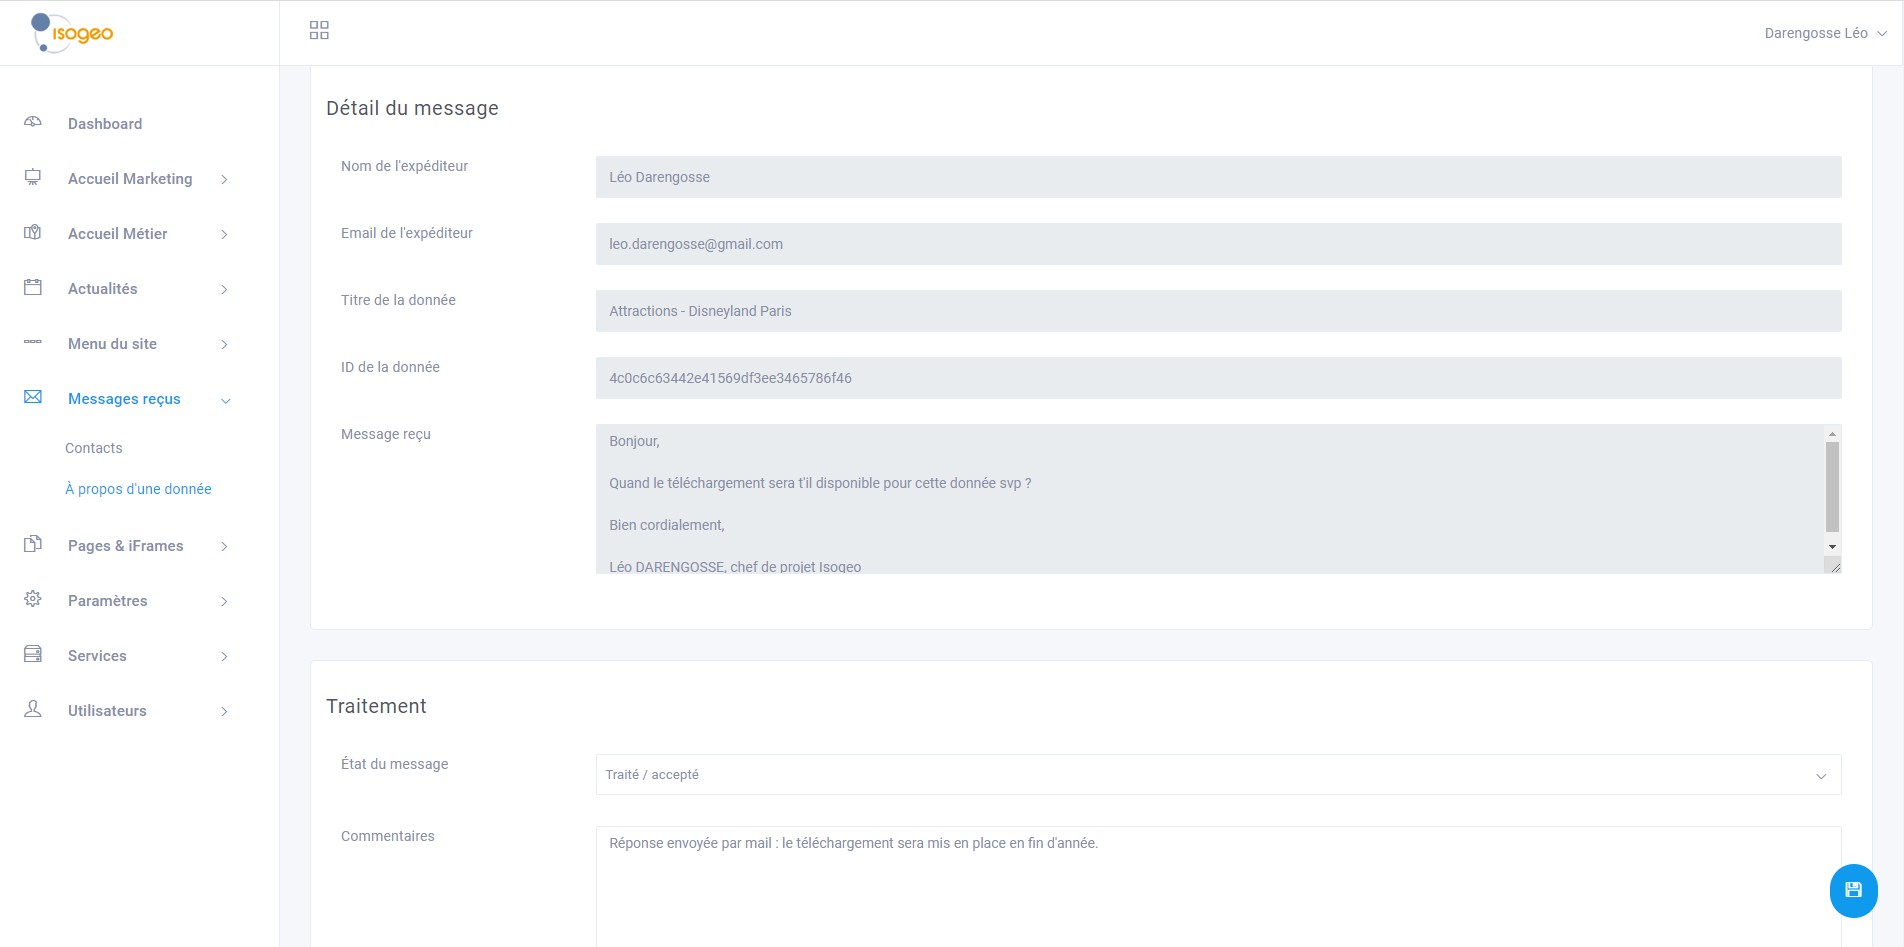 isogeo
Darengosse Léo
Dashboard
Accueil Marketing
Accueil Métier
Actualités
Menu du site
Messages reçus
Contacts
À propos d'une donnée
Pages & iFrames
Paramètres
Services
Utilisateurs
Détail du message
Nom de l'expéditeur
Léo Darengosse
Email de l'expéditeur
leo.darengosse@gmail.com
Titre de la donnée
Attractions - Disneyland Paris
ID de la donnée
4c0c6c63442e41569df3ee3465786f46
Message reçu
Bonjour,
Quand le téléchargement sera t'il disponible pour cette donnée svp ?
Bien cordialement,
Léo DARENGOSSE, chef de projet Isogeo
Traitement
État du message
Traité / accepté
Commentaires
Réponse envoyée par mail : le téléchargement sera mis en place en fin d'année.